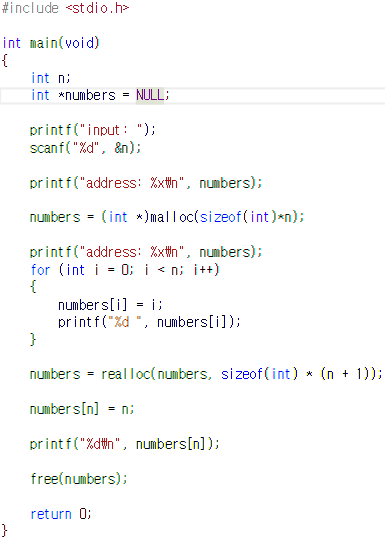 #include <stdio.h>
int main(void)
{
int n;
int *numbers = NULL;
printf("input: ");
scanf("%d", &n);
printf("address: %x₩n", numbers);
numbers = (int *)malloc(sizeof(int)*n);
printf("address: %x₩n", numbers);
for (int i = 0; i < n; i++)
{
numbers[i] = i;
printf("%d ", numbers[i]);
}
numbers = realloc(numbers, sizeof(int) * (n + 1));
numbers[n] = n;
printf("%d₩n", numbers[n]);
free(numbers);
return 0;
}